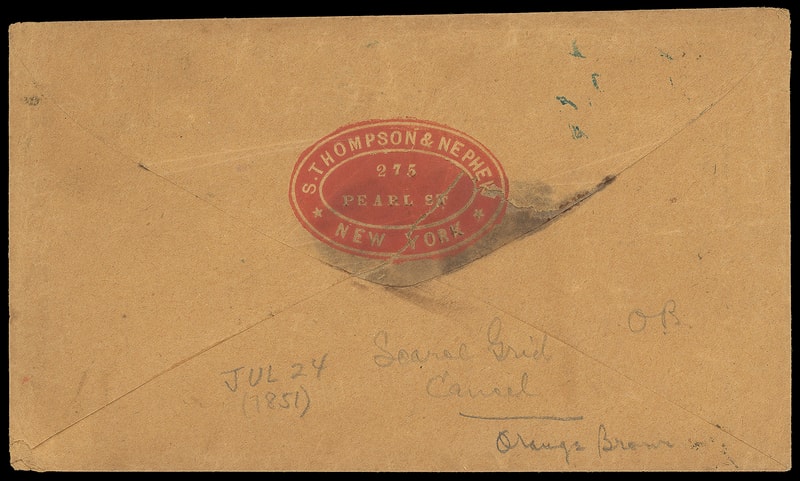 S. THOMPSON & NEPHEW
275
PEARL ST
★ NEW YORK ★
O B.
Scarce Grid
Cancel
JUL 24
(1851)
Orange Brown